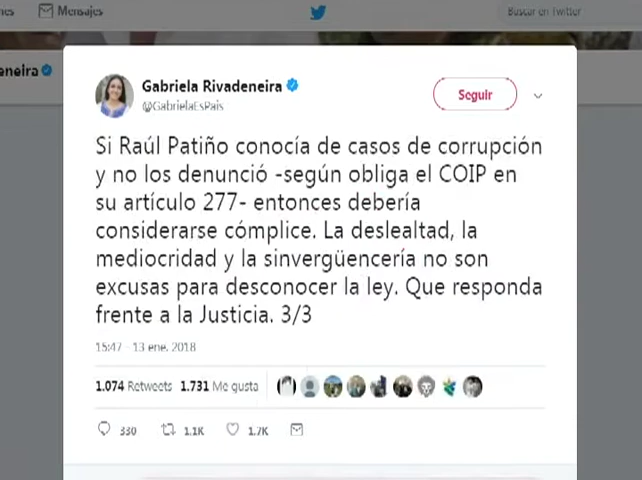 nes
Mensajes
Buscar en Twitter
eneira
Gabriela Rivadeneira
@GabrielaEsPais
Seguir
Si Raúl Patiño conocía de casos de corrupción
y no los denunció -según obliga el COIP en
su artículo 277- entonces debería
considerarse cómplice. La deslealtad, la
mediocridad y la sinvergüencería no son
excusas para desconocer la ley. Que responda
frente a la Justicia. 3/3
15:47 - 13 ene. 2018
1.074 Retweets 1.731 Me gusta
330 1.1K 1.7K